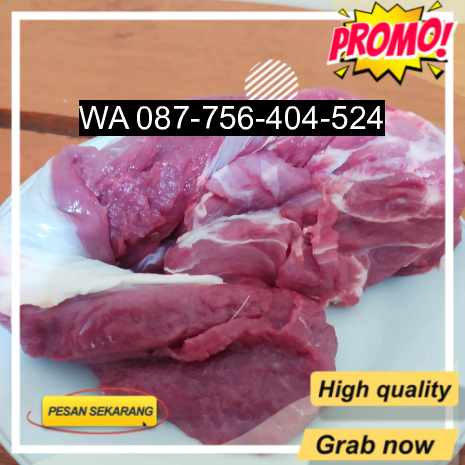 PROMO!
WA 087-756-404-524
High quality
PESAN SEKARANG
Grab now